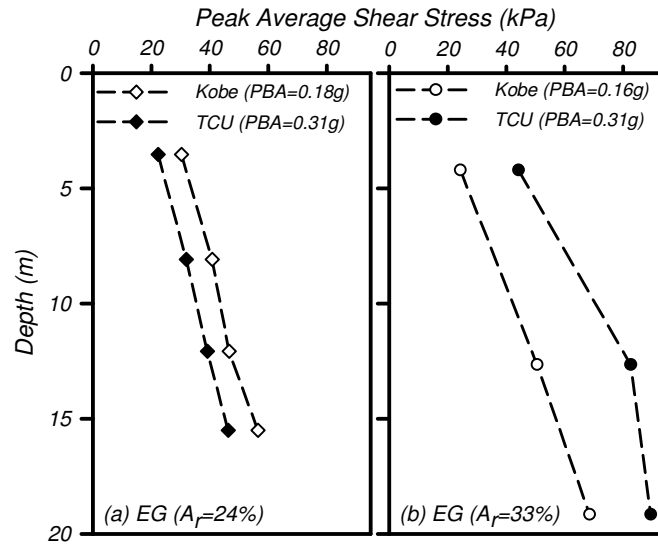 Peak Average Shear Stress (kPa)
0 20 40 60 80 0 20 40 60 80
0
5
10
15
20
Depth (m)
Kobe (PBA=0.18g)
TCU (PBA=0.31g)
(a) EG (Ar=24%)
Kobe (PBA=0.16g)
TCU (PBA=0.31g)
(b) EG (Ar=33%)